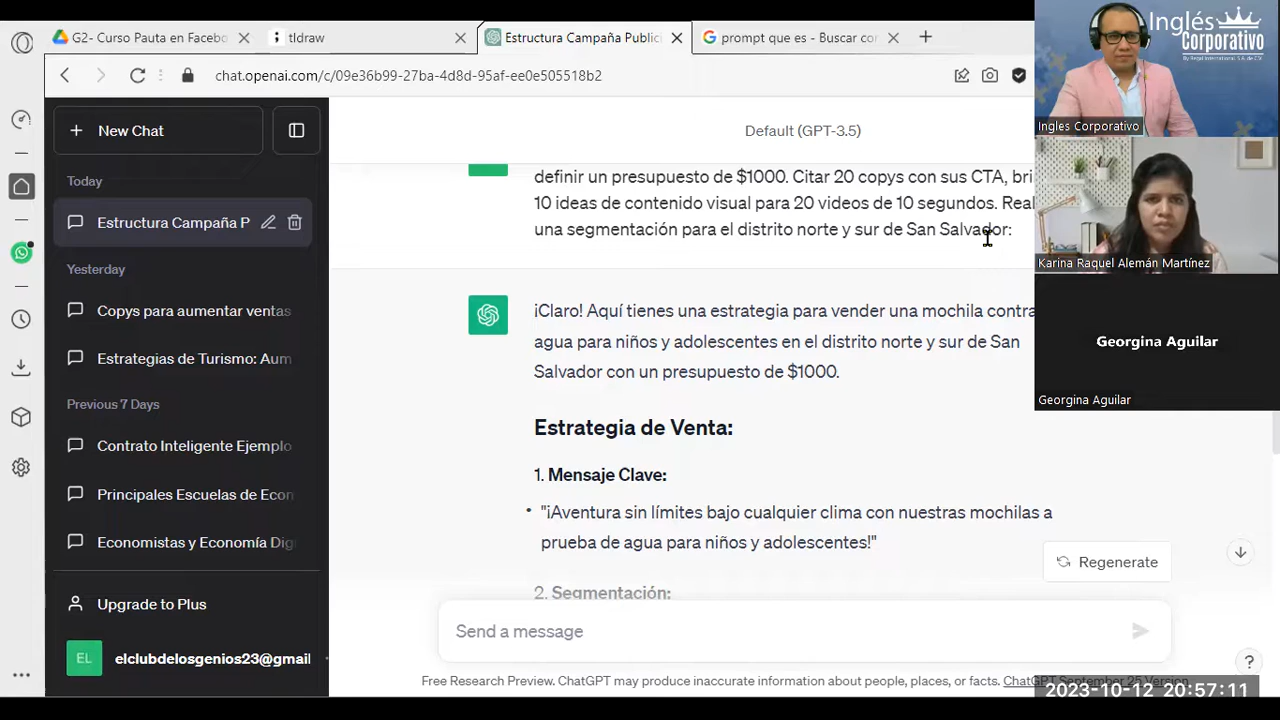 G2- Curso Pauta en Facebo
tldraw
Estructura Campaña Public
prompt que es - Buscar cor
chat.openai.com/c/09e36b99-27ba-4d8d-95af-ee0e505518b2
New Chat
Today
Estructura Campaña P
Yesterday
Copys para aumentar ventas
Estrategias de Turismo: Aum
Previous 7 Days
Contrato Inteligente Ejemplo
Principales Escuelas de Econ
Economistas y Economía Dig
Upgrade to Plus
EL
elclubdelosgenios23@gmail
Default (GPT-3.5)
definir un presupuesto de $1000. Citar 20 copys con sus CTA, bri
10 ideas de contenido visual para 20 videos de 10 segundos. Real
una segmentación para el distrito norte y sur de San Salvador:
¡Claro! Aquí tienes una estrategia para vender una mochila contra
agua para niños y adolescentes en el distrito norte y sur de San
Salvador con un presupuesto de $1000.
Estrategia de Venta:
1. Mensaje Clave:
• "¡Aventura sin límites bajo cualquier clima con nuestras mochilas a
prueba de agua para niños y adolescentes!"
2. Segmentación:
Regenerate
Send a message
Free Research Preview. ChatGPT may produce inaccurate information about people, places, or facts. ChatGPT September 25 Version
?
Inglés
Corporativo
By Regal International, S.A. de C.V.
Ingles Corporativo
Karina Raquel Alemán Martínez
Georgina Aguilar
Georgina Aguilar
2023-10-12 20:57:11